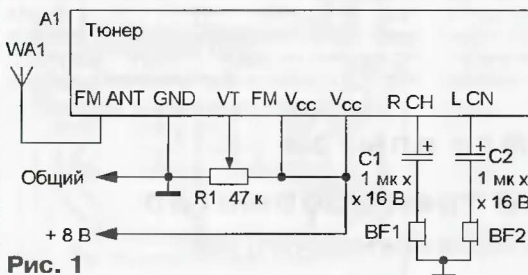 A1
Тюнер
WA1
FM ANT GND VT FM VCC VCC R CH L CN
C1 C2
Общий
R1 47 к
1 мк х 1 мк х
х 16 В х 16 В
+ 8 В
BF1 BF2
Рис. 1